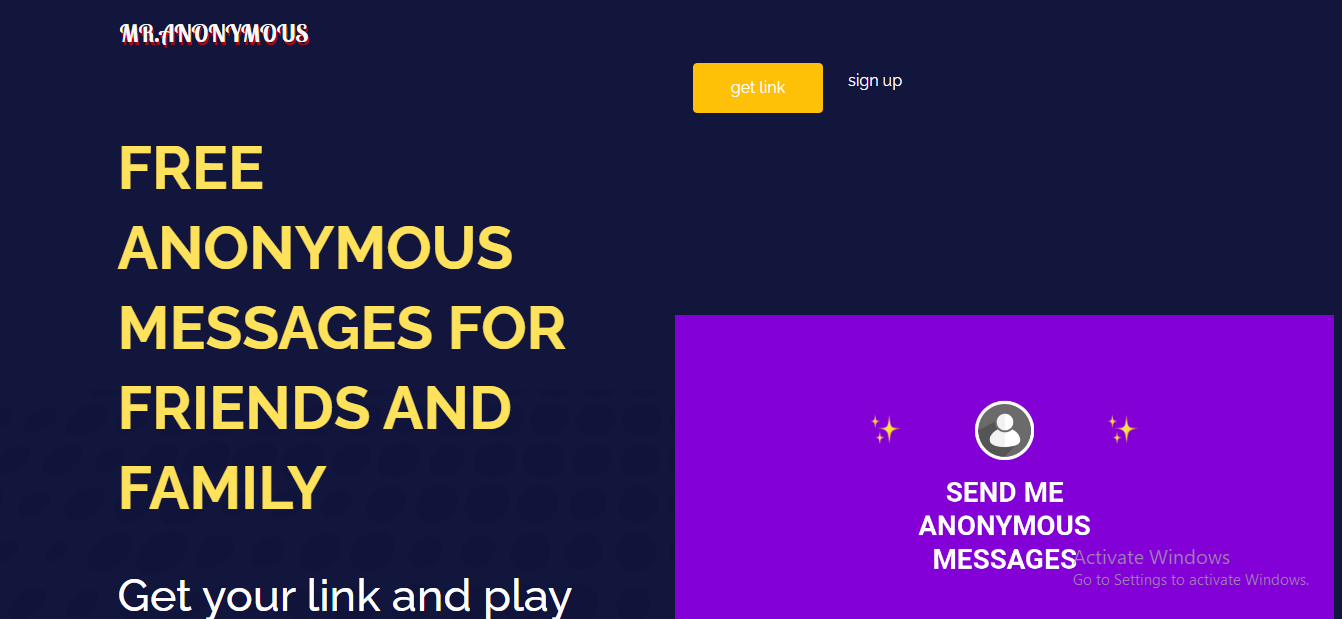 MR.ANONYMOUS
get link
sign up
FREE
ANONYMOUS
MESSAGES FOR
FRIENDS AND
FAMILY
Get your link and play
SEND ME
ANONYMOUS
MESSAGES
Activate Windows
Go to Settings to activate Windows.